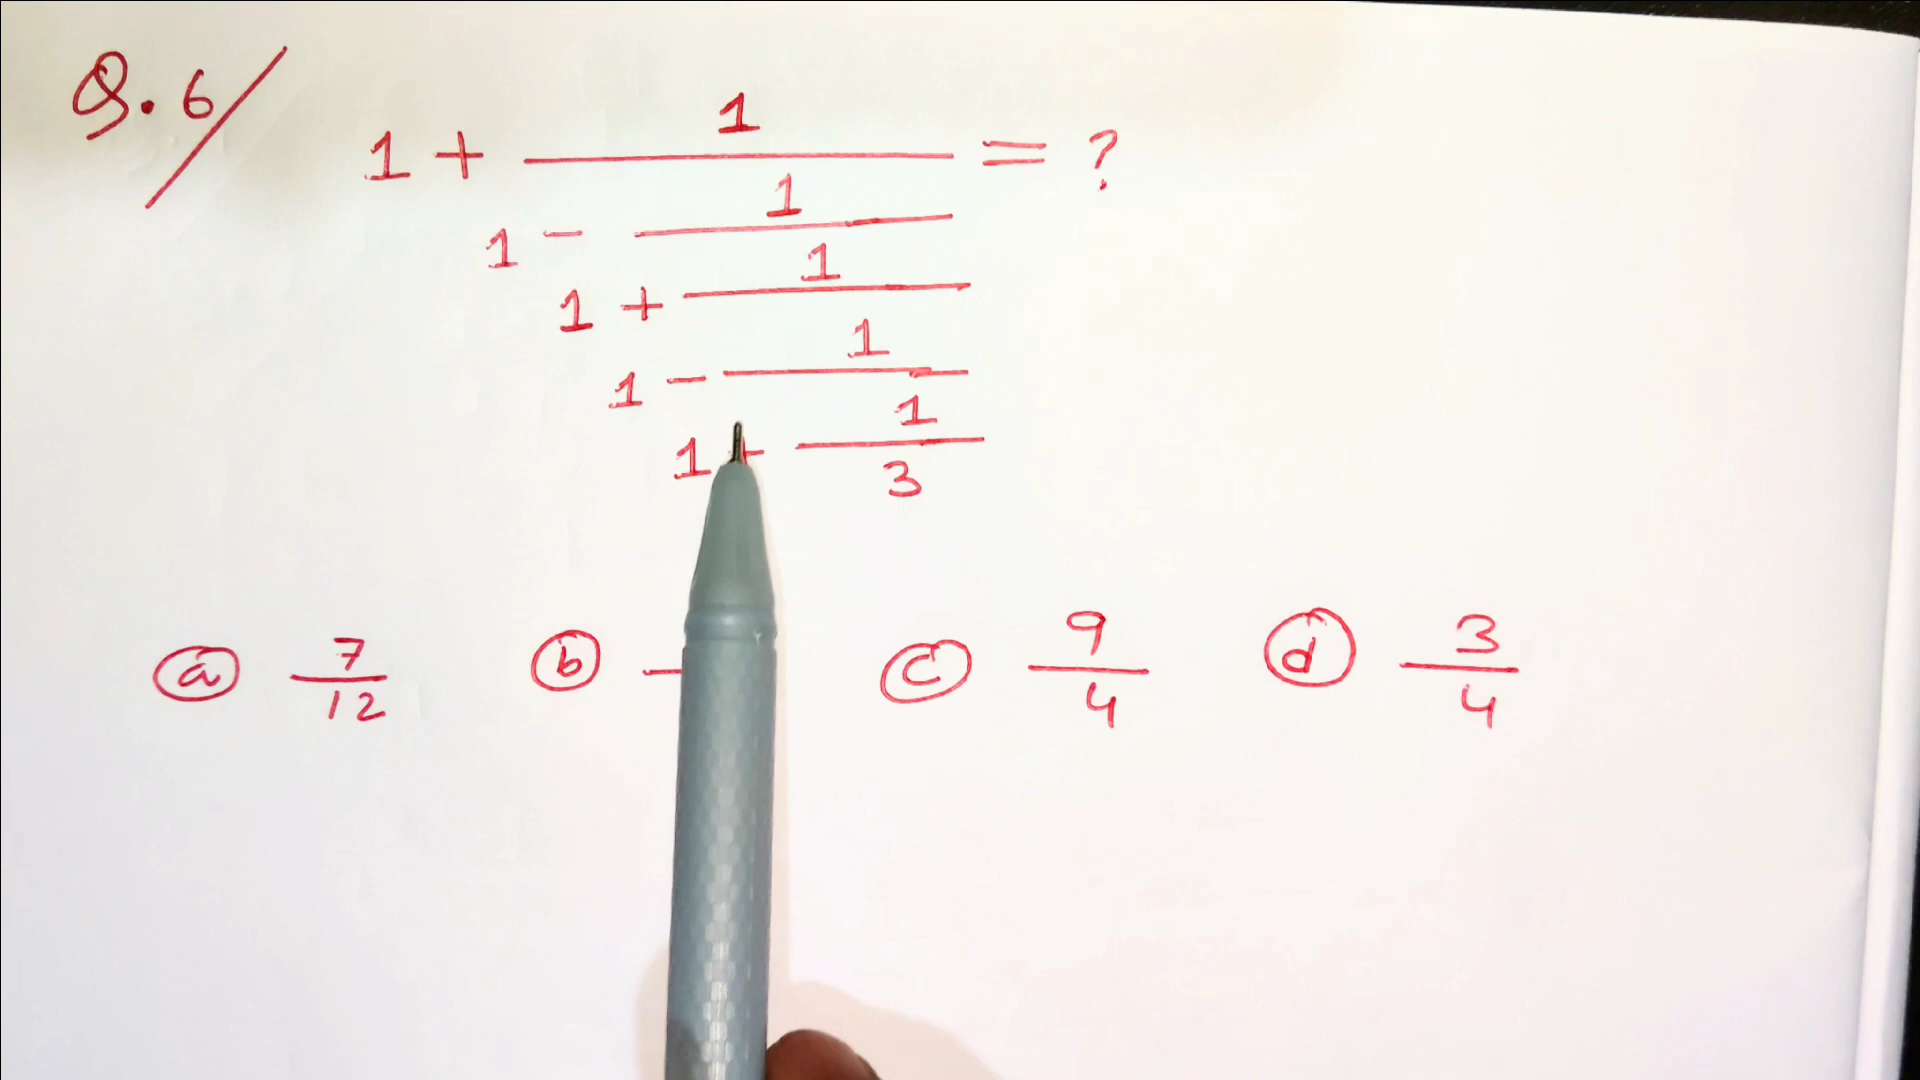 Q. 6/
1 + 1 = ?
1 - 1
1 + 1
1 - 1
1 + 1
3
(a) 7/12 (b) (c) 9/4 (d) 3/4